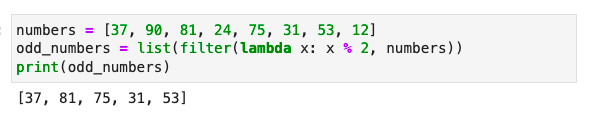 numbers = [37, 90, 81, 24, 75, 31, 53, 12]
odd_numbers = list(filter(lambda x: x % 2, numbers))
print(odd_numbers)
[37, 81, 75, 31, 53]